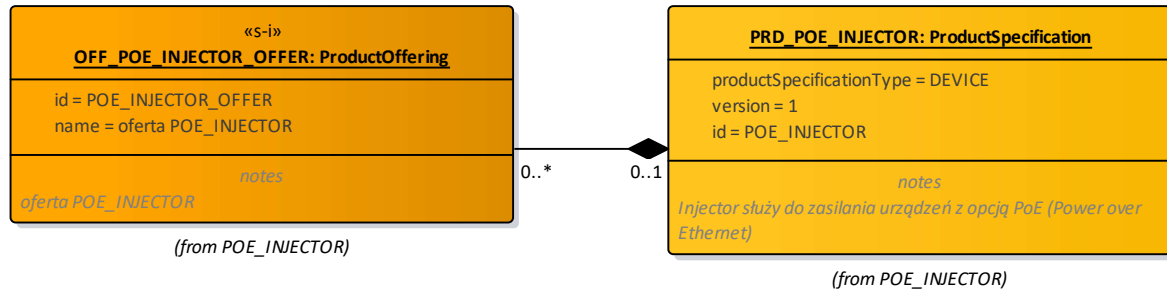 «s-i»
OFF_POE_INJECTOR_OFFER: ProductOffering
id = POE_INJECTOR_OFFER
name = oferta POE_INJECTOR
notes
oferta POE_INJECTOR
(from POE_INJECTOR)
0..*
0..1
PRD_POE_INJECTOR: ProductSpecification
productSpecificationType = DEVICE
version = 1
id = POE_INJECTOR
notes
Injector służy do zasilania urządzeń z opcją PoE (Power over
Ethernet)
(from POE_INJECTOR)